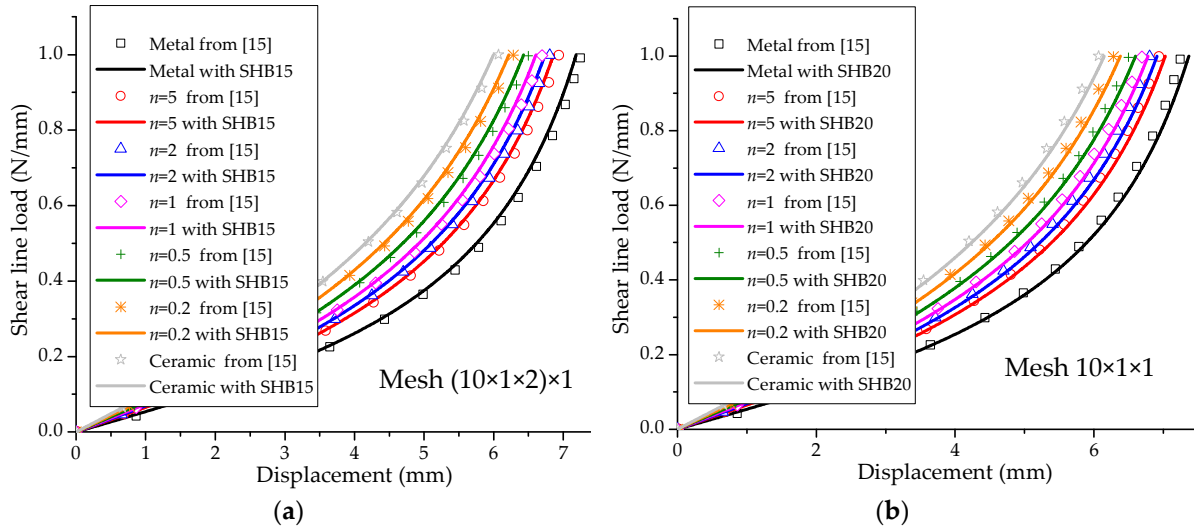 Shear line load (N/mm)
1.0
0.8
0.6
0.4
0.2
0.0
Metal from [15]
Metal with SHB15
n=5 from [15]
n=5 with SHB15
n=2 from [15]
n=2 with SHB15
n=1 from [15]
n=1 with SHB15
n=0.5 from [15]
n=0.5 with SHB15
n=0.2 from [15]
n=0.2 with SHB15
Ceramic from [15]
Ceramic with SHB15
Mesh (10×1×2)×1
0 1 2 3 4 5 6 7
Displacement (mm)
(a)
Shear line load (N/mm)
1.0
0.8
0.6
0.4
0.2
0.0
Metal from [15]
Metal with SHB20
n=5 from [15]
n=5 with SHB20
n=2 from [15]
n=2 with SHB20
n=1 from [15]
n=1 with SHB20
n=0.5 from [15]
n=0.5 with SHB20
n=0.2 from [15]
n=0.2 with SHB20
Ceramic from [15]
Ceramic with SHB20
Mesh 10×1×1
0 2 4 6
Displacement (mm)
(b)